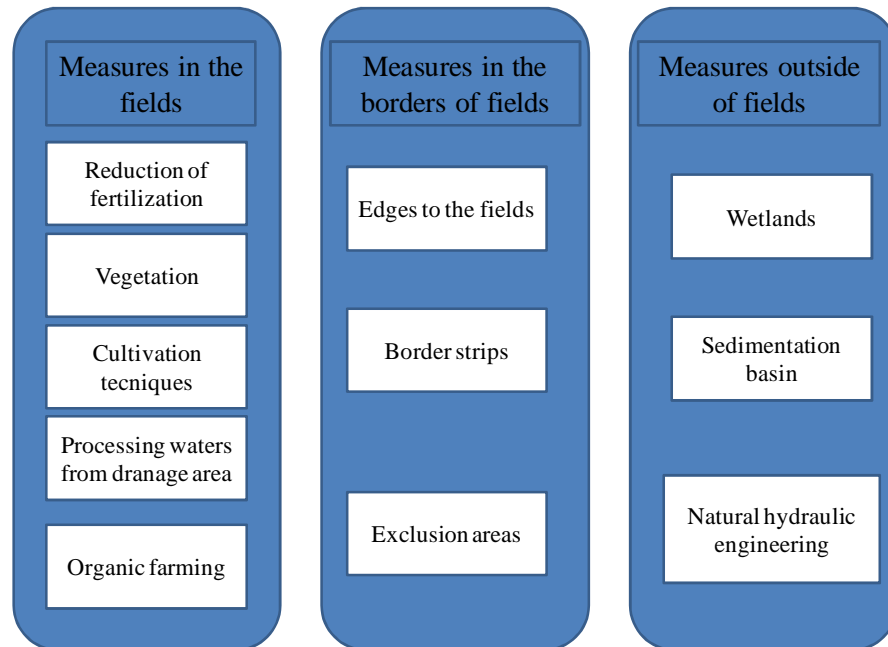 Measures in the
fields
Reduction of
fertilization
Vegetation
Cultivation
tecniques
Processing waters
from dranage area
Organic farming
Measures in the
borders of fields
Edges to the fields
Border strips
Exclusion areas
Measures outside
of fields
Wetlands
Sedimentation
basin
Natural hydraulic
engineering